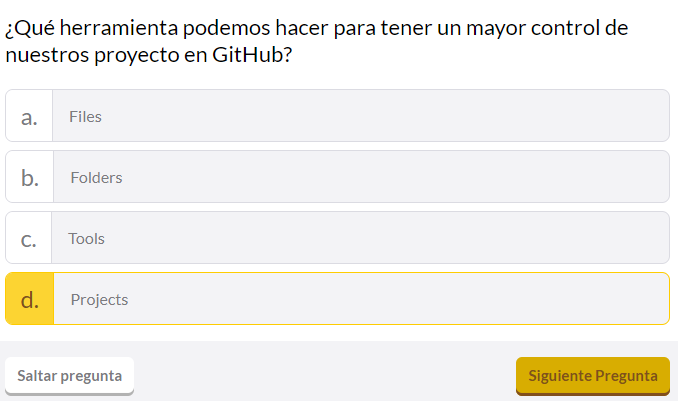 ¿Qué herramienta podemos hacer para tener un mayor control de
nuestros proyecto en GitHub?
a. Files
b. Folders
c. Tools
d. Projects
Saltar pregunta
Siguiente Pregunta